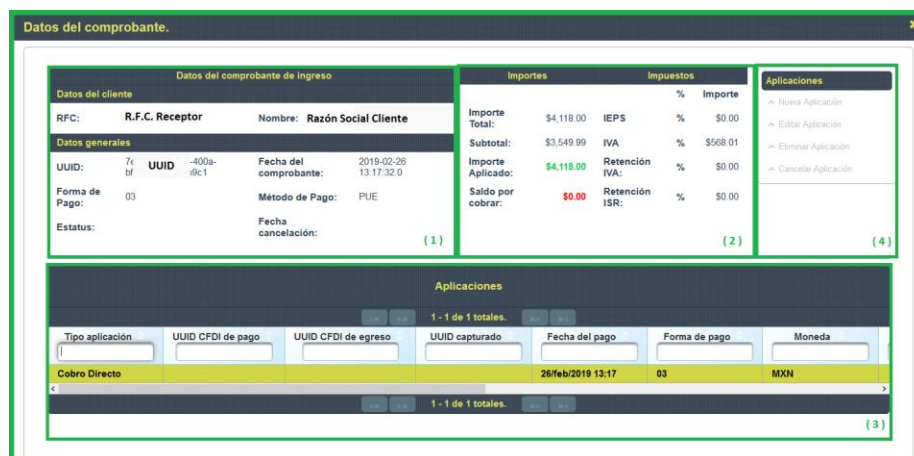 Datos del comprobante.
Datos del comprobante de ingreso
Datos del cliente
RFC: R.F.C. Receptor Nombre: Razón Social Cliente
Datos generales
UUID: UUID -400a- Fecha del comprobante: 2019-02-26 13:17:32.0
Forma de Pago: 03 Método de Pago: PUE
Estatus: Fecha cancelación:
(1)
Importes Impuestos
% Importe
Importe Total: $4,118.00 IEPS % $0.00
Subtotal: $3,549.99 IVA % $568.01
Importe Aplicado: $4,118.00 Retención IVA: % $0.00
Saldo por cobrar: $0.00 Retención ISR: % $0.00
(2)
Aplicaciones
Nueva Aplicación
Editar Aplicación
Eliminar Aplicación
Cancelar Aplicación
(4)
Aplicaciones
1 - 1 de 1 totales.
Tipo aplicación UUID CFDI de pago UUID CFDI de egreso UUID capturado Fecha del pago Forma de pago Moneda
Cobro Directo 26/feb/2019 13:17 03 MXN
1 - 1 de 1 totales.
(3)